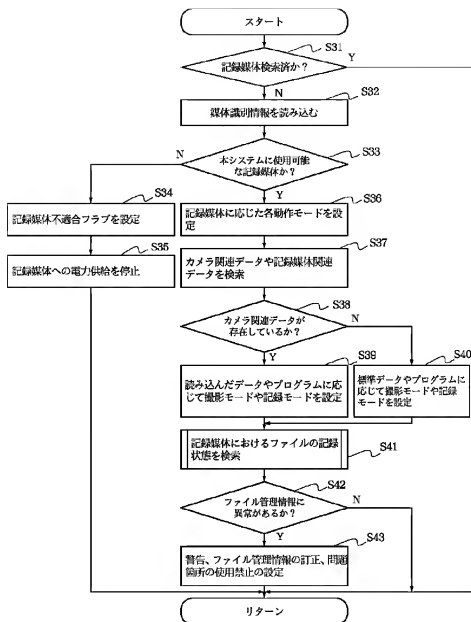 スタート
S31
記録媒体検索済か?
Y
N
S32
媒体識別情報を読み込む
S33
N
本システムに使用可能
な記録媒体か?
Y
S34
記録媒体不適合フラグを設定
S36
記録媒体に応じた各動作モードを設
定
S35
記録媒体への電力供給を停止
S37
カメラ関連データや記録媒体関連
データを検索
S38
カメラ関連データが
存在しているか?
N
Y
S39
読み込んだデータやプログラムに
応じて撮影モードや記録モードを設定
S40
標準データやプログラムに
応じて撮影モードや記録
モードを設定
S41
記録媒体におけるファイルの記録
状態を検索
S42
ファイル管理情報に
異常があるか?
N
Y
S43
警告、ファイル管理情報の訂正、問題
箇所の使用禁止の設定
リターン